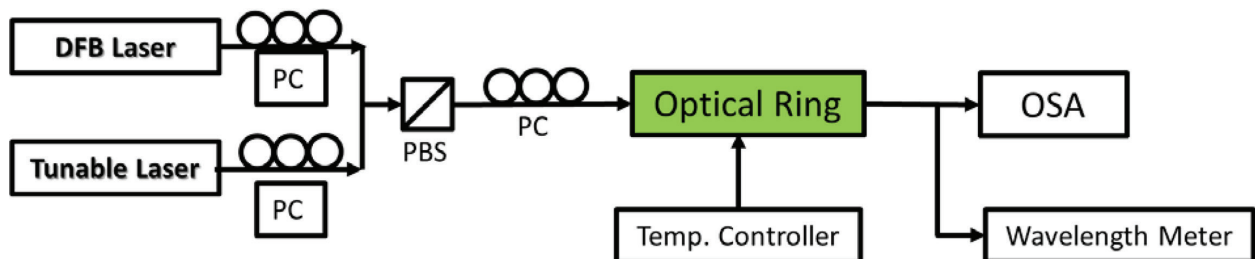 DFB Laser
PC
Tunable Laser
PC
PBS
PC
Optical Ring
Temp. Controller
OSA
Wavelength Meter